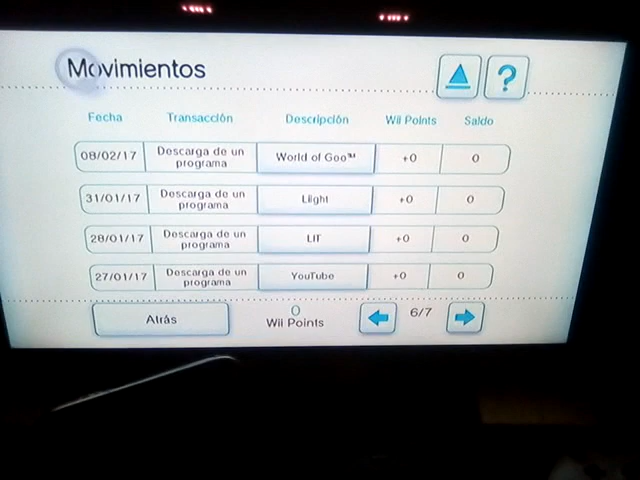 Movimientos
?
Fecha Transacción Descripción Wii Points Saldo
08/02/17 Descarga de un programa World of Goo™ +0 0
31/01/17 Descarga de un programa Lilght +0 0
28/01/17 Descarga de un programa LIT +0 0
27/01/17 Descarga de un programa YouTube +0 0
Atrás 0 Wii Points 6/7